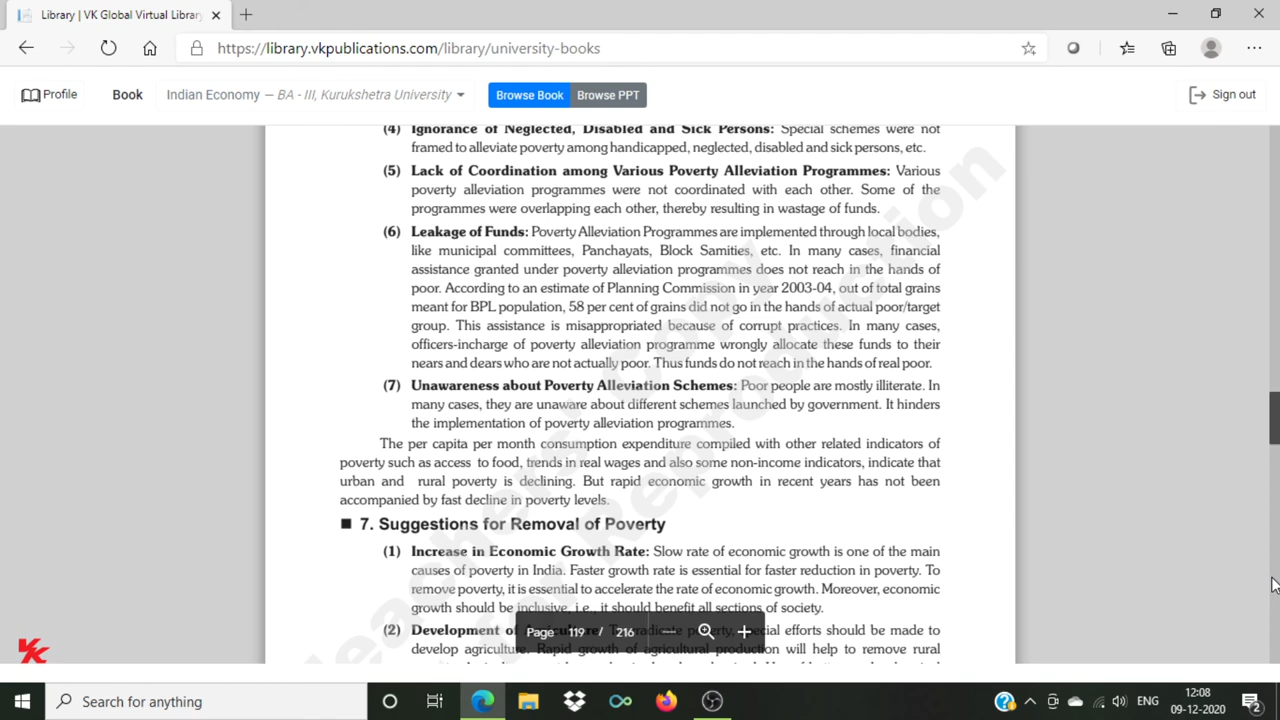 Library | VK Global Virtual Library
https://library.vkpublications.com/library/university-books
Profile Book Indian Economy — BA - III, Kurukshetra University Browse Book Browse PPT Sign out
(4) Ignorance of Neglected, Disabled and Sick Persons: Special schemes were not
framed to alleviate poverty among handicapped, neglected, disabled and sick persons, etc.
(5) Lack of Coordination among Various Poverty Alleviation Programmes: Various
poverty alleviation programmes were not coordinated with each other. Some of the
programmes were overlapping each other, thereby resulting in wastage of funds.
(6) Leakage of Funds: Poverty Alleviation Programmes are implemented through local bodies,
like municipal committees, Panchayats, Block Samities, etc. In many cases, financial
assistance granted under poverty alleviation programmes does not reach in the hands of
poor. According to an estimate of Planning Commission in year 2003-04, out of total grains
meant for BPL population, 58 per cent of grains did not go in the hands of actual poor/target
group. This assistance is misappropriated because of corrupt practices. In many cases,
officers-incharge of poverty alleviation programme wrongly allocate these funds to their
nears and dears who are not actually poor. Thus funds do not reach in the hands of real poor.
(7) Unawareness about Poverty Alleviation Schemes: Poor people are mostly illiterate. In
many cases, they are unaware about different schemes launched by government. It hinders
the implementation of poverty alleviation programmes.
The per capita per month consumption expenditure compiled with other related indicators of
poverty such as access to food, trends in real wages and also some non-income indicators, indicate that
urban and rural poverty is declining. But rapid economic growth in recent years has not been
accompanied by fast decline in poverty levels.
7. Suggestions for Removal of Poverty
(1) Increase in Economic Growth Rate: Slow rate of economic growth is one of the main
causes of poverty in India. Faster growth rate is essential for faster reduction in poverty. To
remove poverty, it is essential to accelerate the rate of economic growth. Moreover, economic
growth should be inclusive, i.e., it should benefit all sections of society.
(2) Development of special efforts should be made to
develop agriculture. Rapid growth of agricultural production will help to remove rural
Page 119 / 216
Teachers' Copy
For Reproduction
VK
Search for anything
ENG
12:08
09-12-2020
2